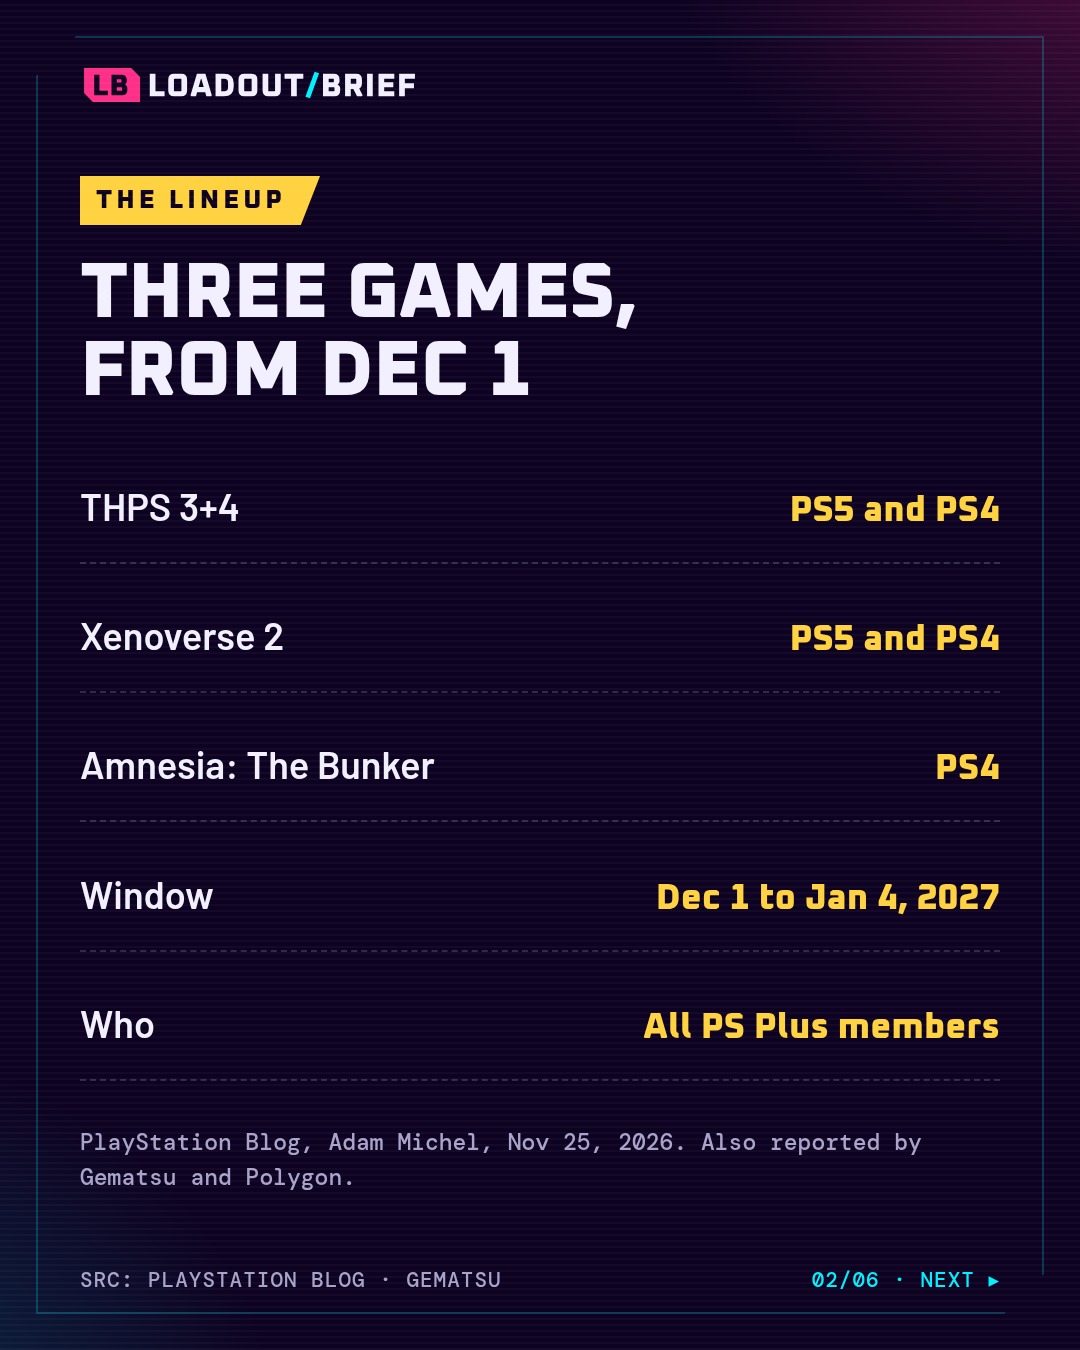 LB LOADOUT/BRIEF
THE LINEUP
THREE GAMES,
FROM DEC 1
THPS 3+4 PS5 and PS4
Xenoverse 2 PS5 and PS4
Amnesia: The Bunker PS4
Window Dec 1 to Jan 4, 2027
Who All PS Plus members
PlayStation Blog, Adam Michel, Nov 25, 2026. Also reported by
Gematsu and Polygon.
SRC: PLAYSTATION BLOG · GEMATSU 02/06 · NEXT ▶